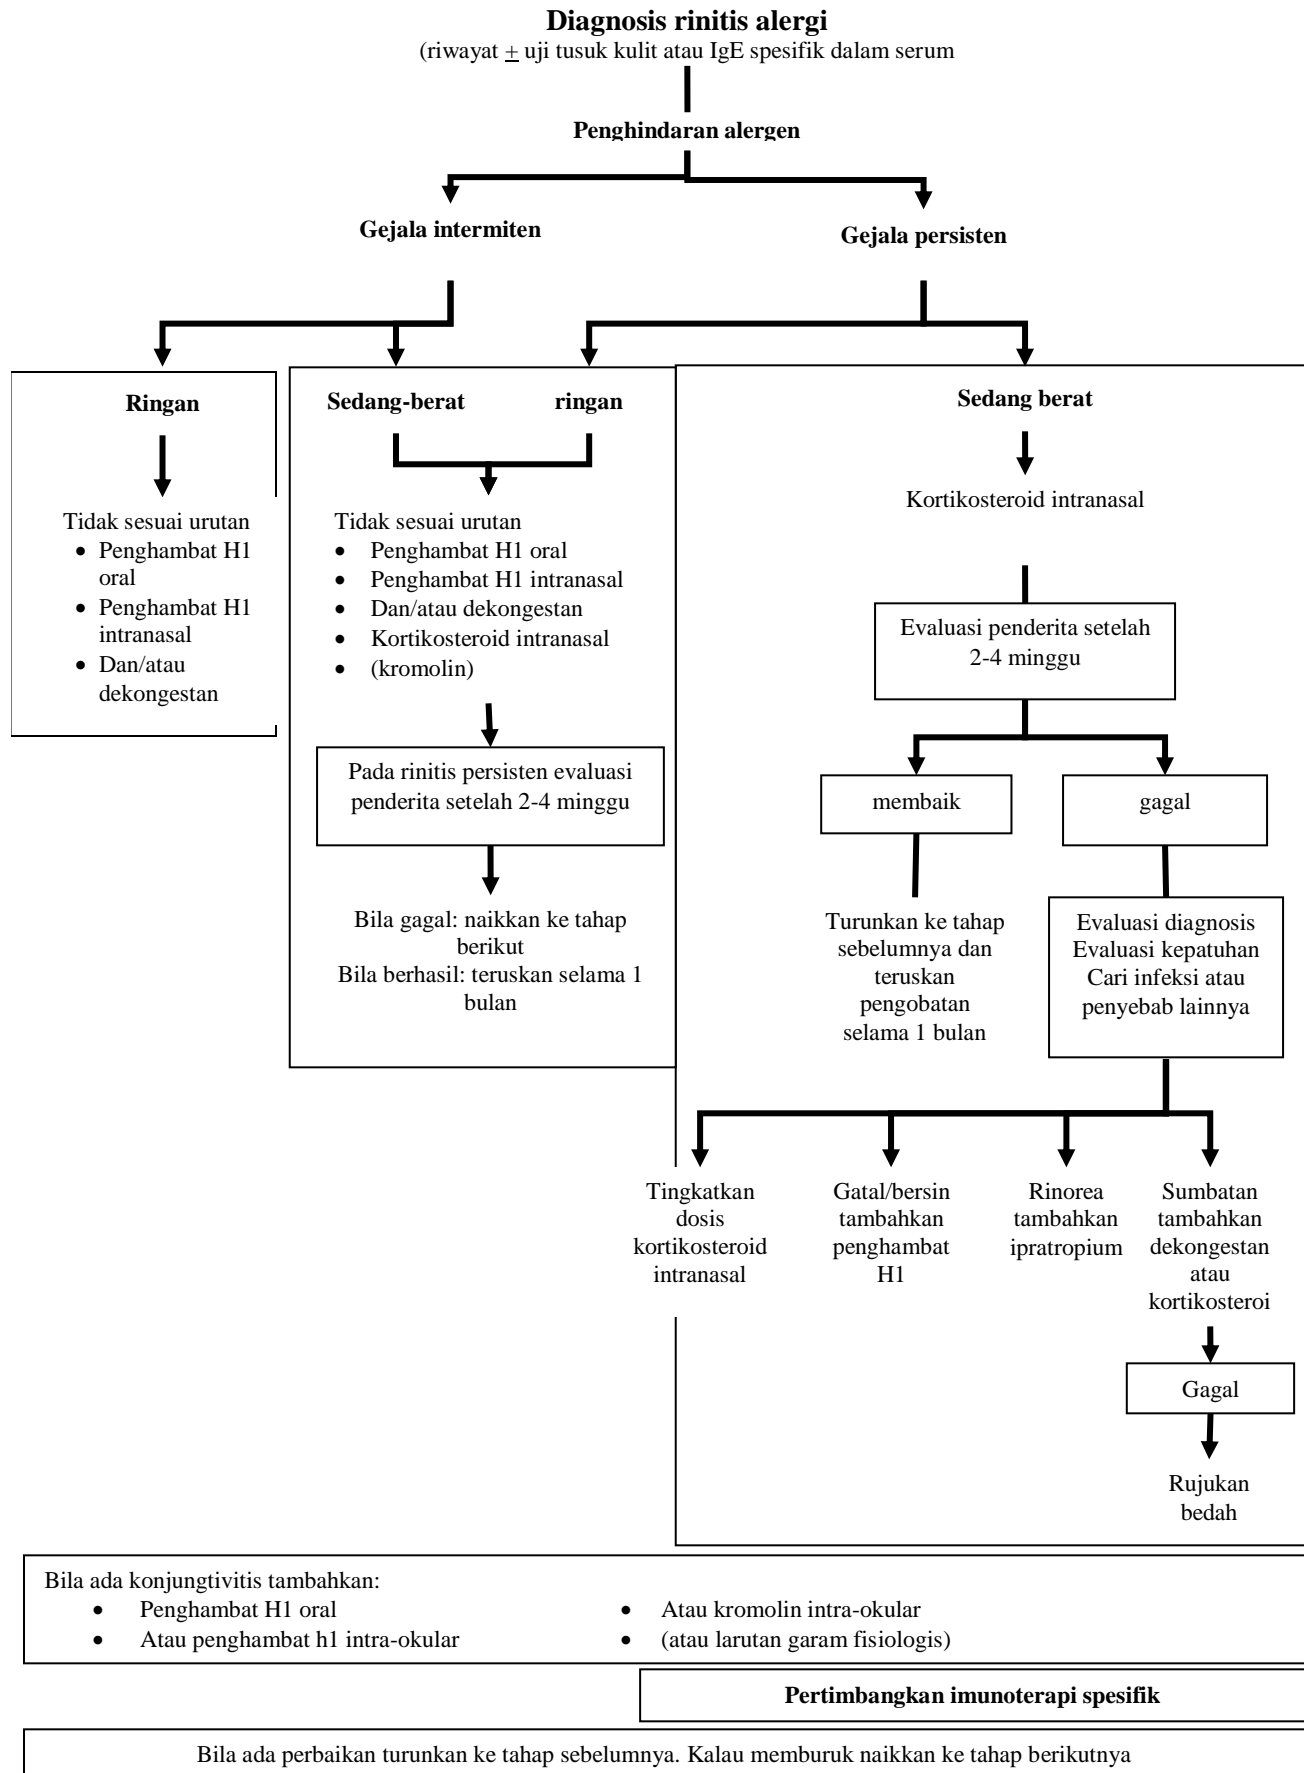 Diagnosis rinitis alergi
(riwayat + uji tusuk kulit atau IgE spesifik dalam serum
Penghindaran alergen
Gejala intermiten
Gejala persisten
Ringan
Tidak sesuai urutan
• Penghambat H1
oral
• Penghambat H1
intranasal
• Dan/atau
dekongestan
Sedang-berat
ringan
Tidak sesuai urutan
• Penghambat H1 oral
• Penghambat H1 intranasal
• Dan/atau dekongestan
• Kortikosteroid intranasal
• (kromolin)
Pada rinitis persisten evaluasi
penderita setelah 2-4 minggu
Bila gagal: naikkan ke tahap
berikut
Bila berhasil: teruskan selama 1
bulan
Sedang berat
Kortikosteroid intranasal
Evaluasi penderita setelah
2-4 minggu
membaik
gagal
Turunkan ke tahap
sebelumnya dan
teruskan
pengobatan
selama 1 bulan
Evaluasi diagnosis
Evaluasi kepatuhan
Cari infeksi atau
penyebab lainnya
Tingkatkan
dosis
kortikosteroid
intranasal
Gatal/bersin
tambahkan
penghambat
H1
Rinorea
tambahkan
ipratropium
Sumbatan
tambahkan
dekongestan
atau
kortikosteroi
Gagal
Rujukan
bedah
Bila ada konjungtivitis tambahkan:
• Penghambat H1 oral
• Atau penghambat h1 intra-okular
• Atau kromolin intra-okular
• (atau larutan garam fisiologis)
Pertimbangkan imunoterapi spesifik
Bila ada perbaikan turunkan ke tahap sebelumnya. Kalau memburuk naikkan ke tahap berikutnya